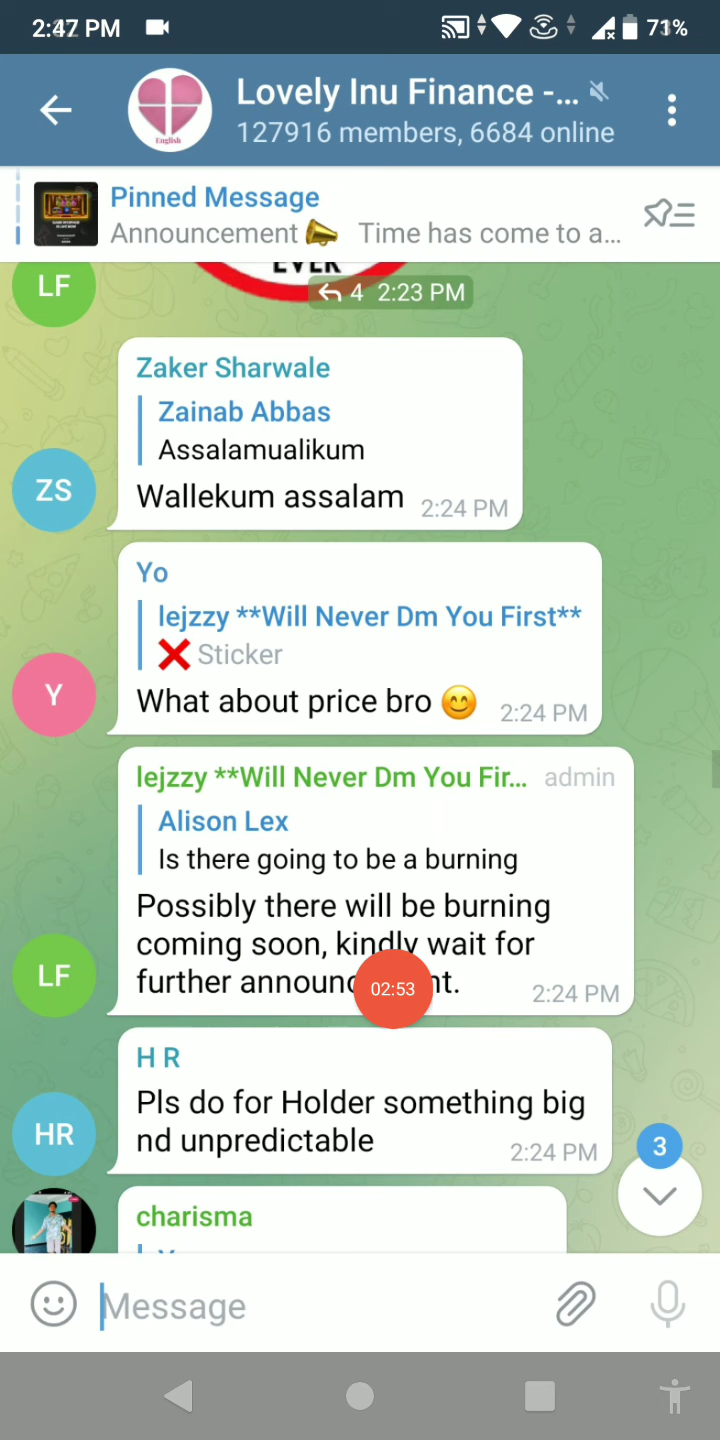 2:47 PM
71%
Lovely Inu Finance -...
127916 members, 6684 online
English
Pinned Message
Announcement 📣 Time has come to a...
EVER
4 2:23 PM
LF
Zaker Sharwale
Zainab Abbas
Assalamualikum
Wallekum assalam 2:24 PM
ZS
Yo
lejzzy **Will Never Dm You First**
❌ Sticker
What about price bro 😊 2:24 PM
Y
lejzzy **Will Never Dm You Fir... admin
Alison Lex
Is there going to be a burning
Possibly there will be burning
coming soon, kindly wait for
further nt.
02:53
2:24 PM
LF
H R
Pls do for Holder something big
nd unpredictable 2:24 PM
HR
3
charisma
Message